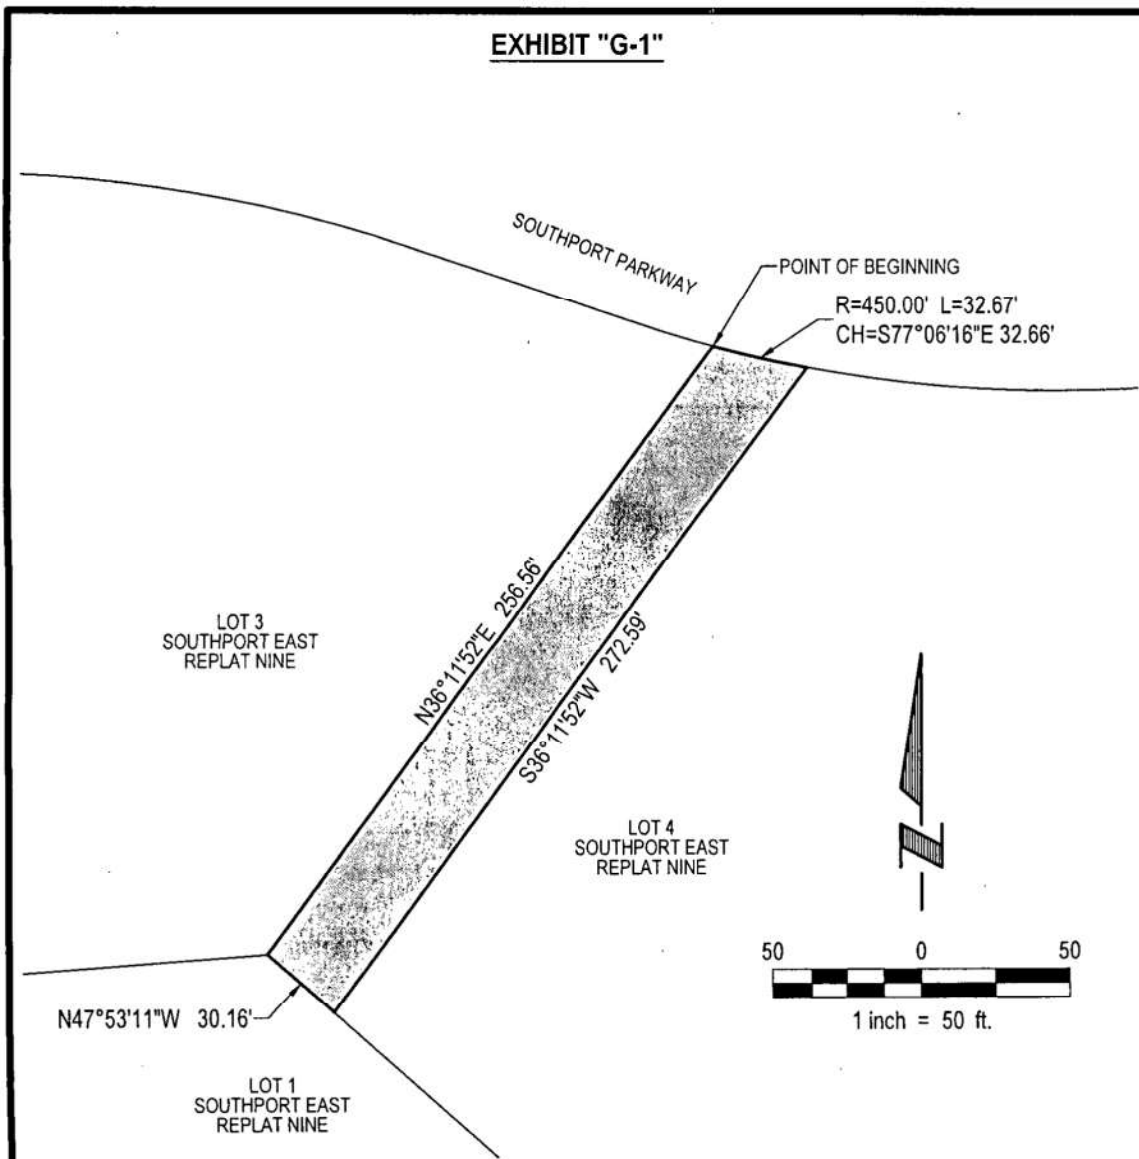 EXHIBIT "G-1"
SOUTHPORT PARKWAY
POINT OF BEGINNING
R=450.00' L=32.67'
CH=S77°06'16"E 32.66'
N36°11'52"E 256.56'
S36°11'52"W 272.59'
LOT 3
SOUTHPORT EAST
REPLAT NINE
LOT 4
SOUTHPORT EAST
REPLAT NINE
50 0 50
1 inch = 50 ft.
N47°53'11"W 30.16'
LOT 1
SOUTHPORT EAST
REPLAT NINE